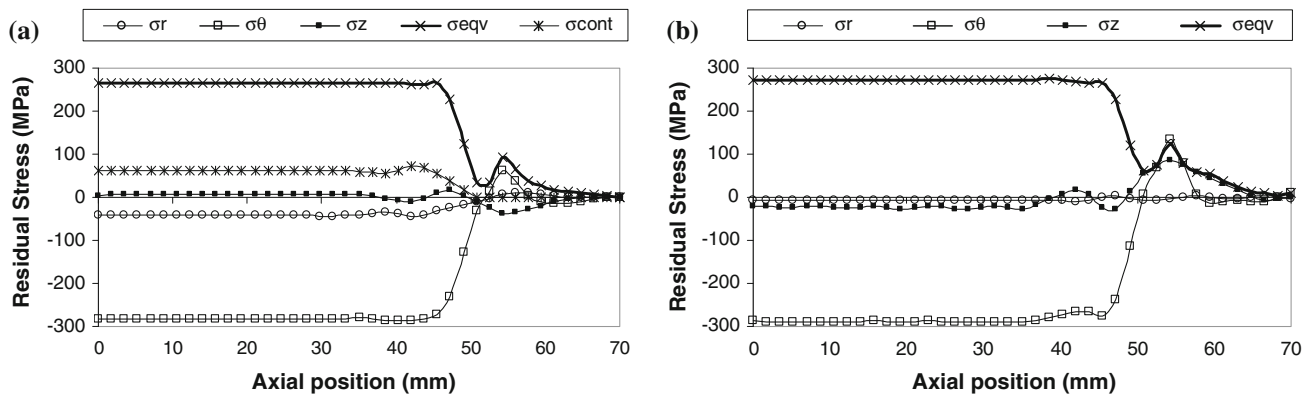 (a)
σr σθ σz σeqv σcont
300
200
100
0
-100
-200
-300
Residual Stress (MPa)
0 10 20 30 40 50 60 70
Axial position (mm)
(b)
σr σθ σz σeqv
300
200
100
0
-100
-200
-300
Residual Stress (MPa)
0 10 20 30 40 50 60 70
Axial position (mm)